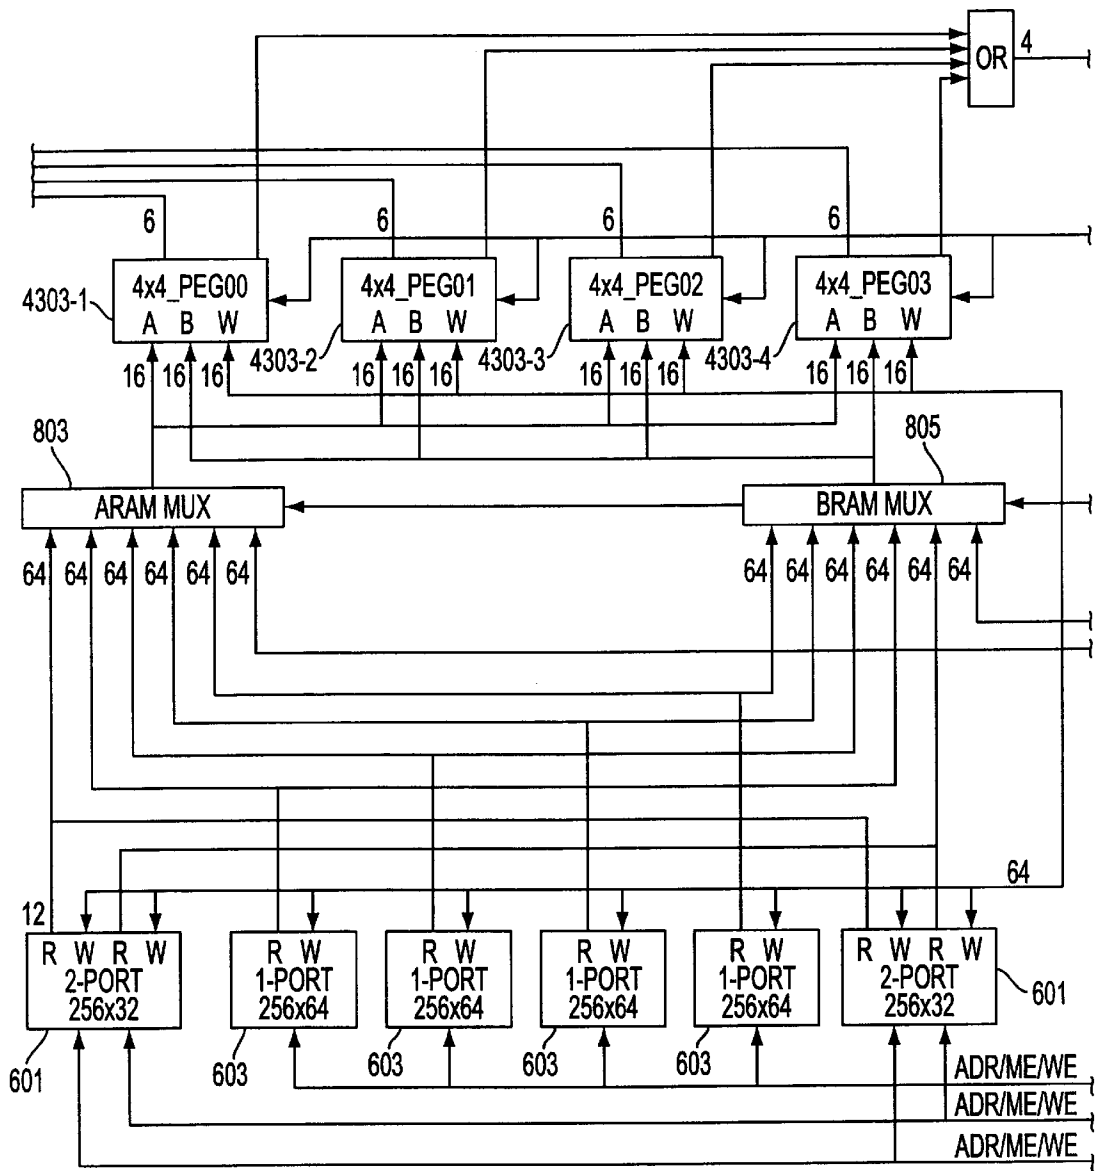 OR
4
6 6 6 6
4x4_PEG00 4x4_PEG01 4x4_PEG02 4x4_PEG03
4303-1
A B W A B W A B W A B W
4303-2 4303-3 4303-4
16 16 16 16 16 16 16 16 16 16 16 16
803 805
ARAM MUX BRAM MUX
64 64 64 64 64 64 64 64 64 64 64 64
64
12
R W R W R W R W R W R W R W R W
2-PORT 1-PORT 1-PORT 1-PORT 1-PORT 2-PORT
256x32 256x64 256x64 256x64 256x64 256x32
601
601 603 603 603 603
ADR/ME/WE
ADR/ME/WE
ADR/ME/WE